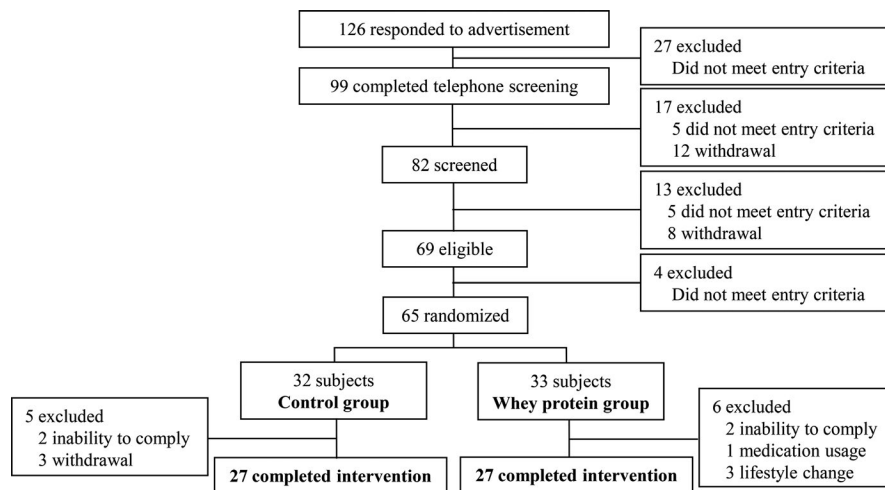 126 responded to advertisement
27 excluded
Did not meet entry criteria
99 completed telephone screening
17 excluded
5 did not meet entry criteria
12 withdrawal
82 screened
13 excluded
5 did not meet entry criteria
8 withdrawal
69 eligible
4 excluded
Did not meet entry criteria
65 randomized
32 subjects
Control group
33 subjects
Whey protein group
5 excluded
2 inability to comply
3 withdrawal
6 excluded
2 inability to comply
1 medication usage
3 lifestyle change
27 completed intervention
27 completed intervention